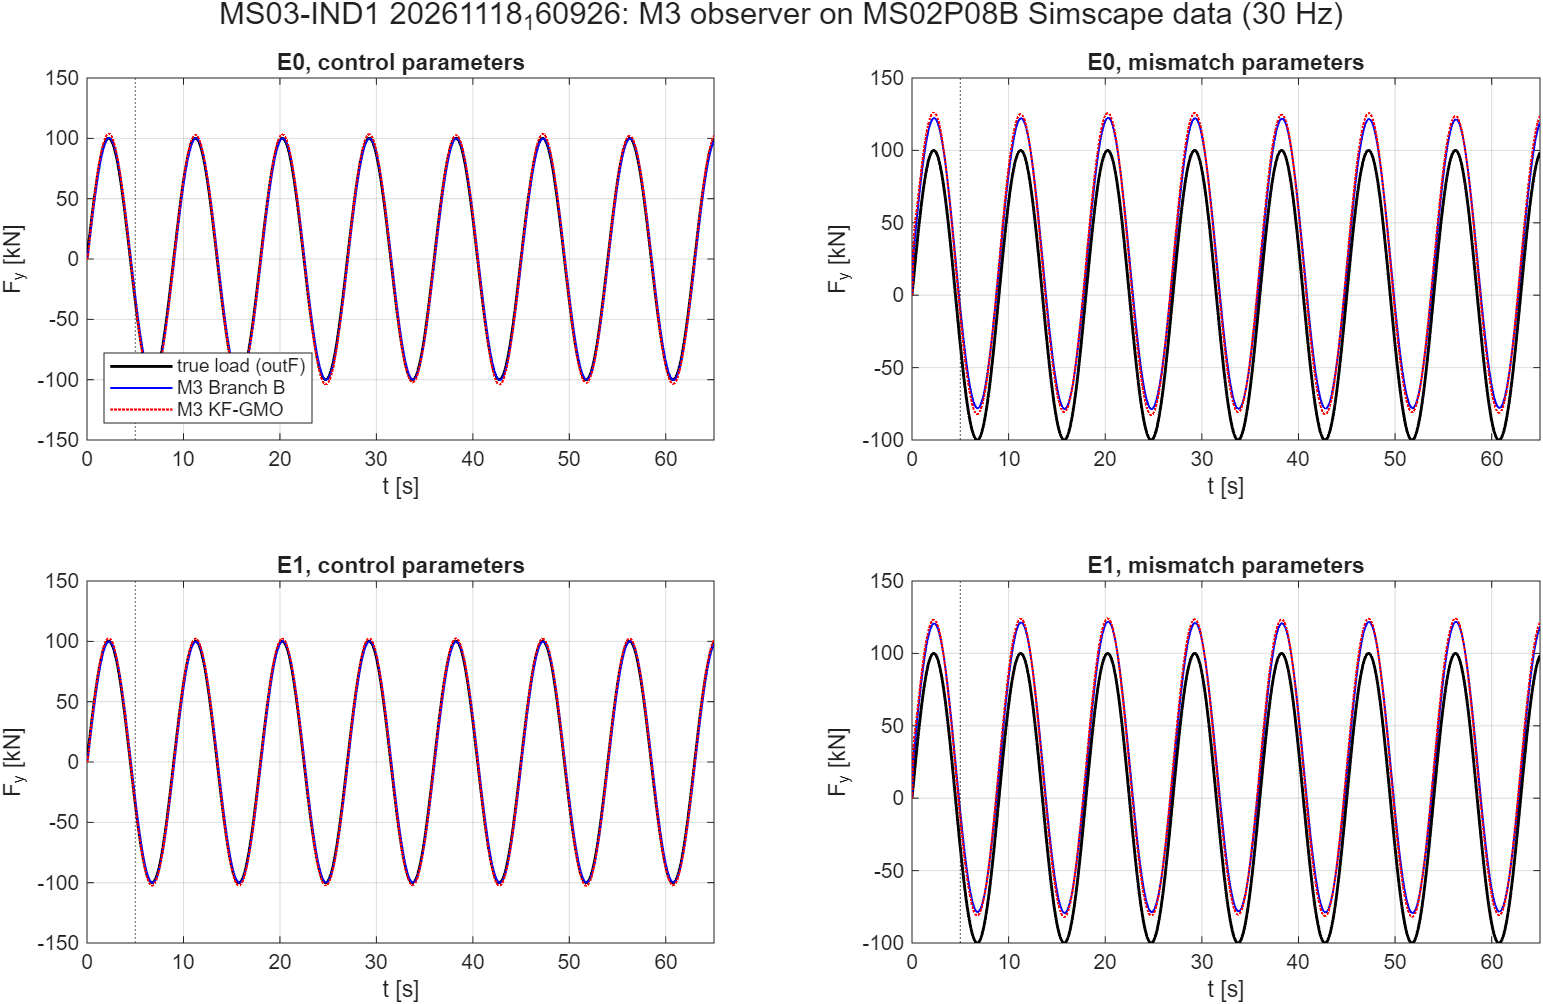 MS03-IND1 20261118₁60926: M3 observer on MS02P08B Simscape data (30 Hz)
E0, control parameters
150
100
50
0
-50
-100
-150
F_y [kN]
true load (outF)
M3 Branch B
M3 KF-GMO
0 10 20 30 40 50 60
t [s]
E0, mismatch parameters
150
100
50
0
-50
-100
F_y [kN]
0 10 20 30 40 50 60
t [s]
E1, control parameters
150
100
50
0
-50
-100
-150
F_y [kN]
0 10 20 30 40 50 60
t [s]
E1, mismatch parameters
150
100
50
0
-50
-100
F_y [kN]
0 10 20 30 40 50 60
t [s]